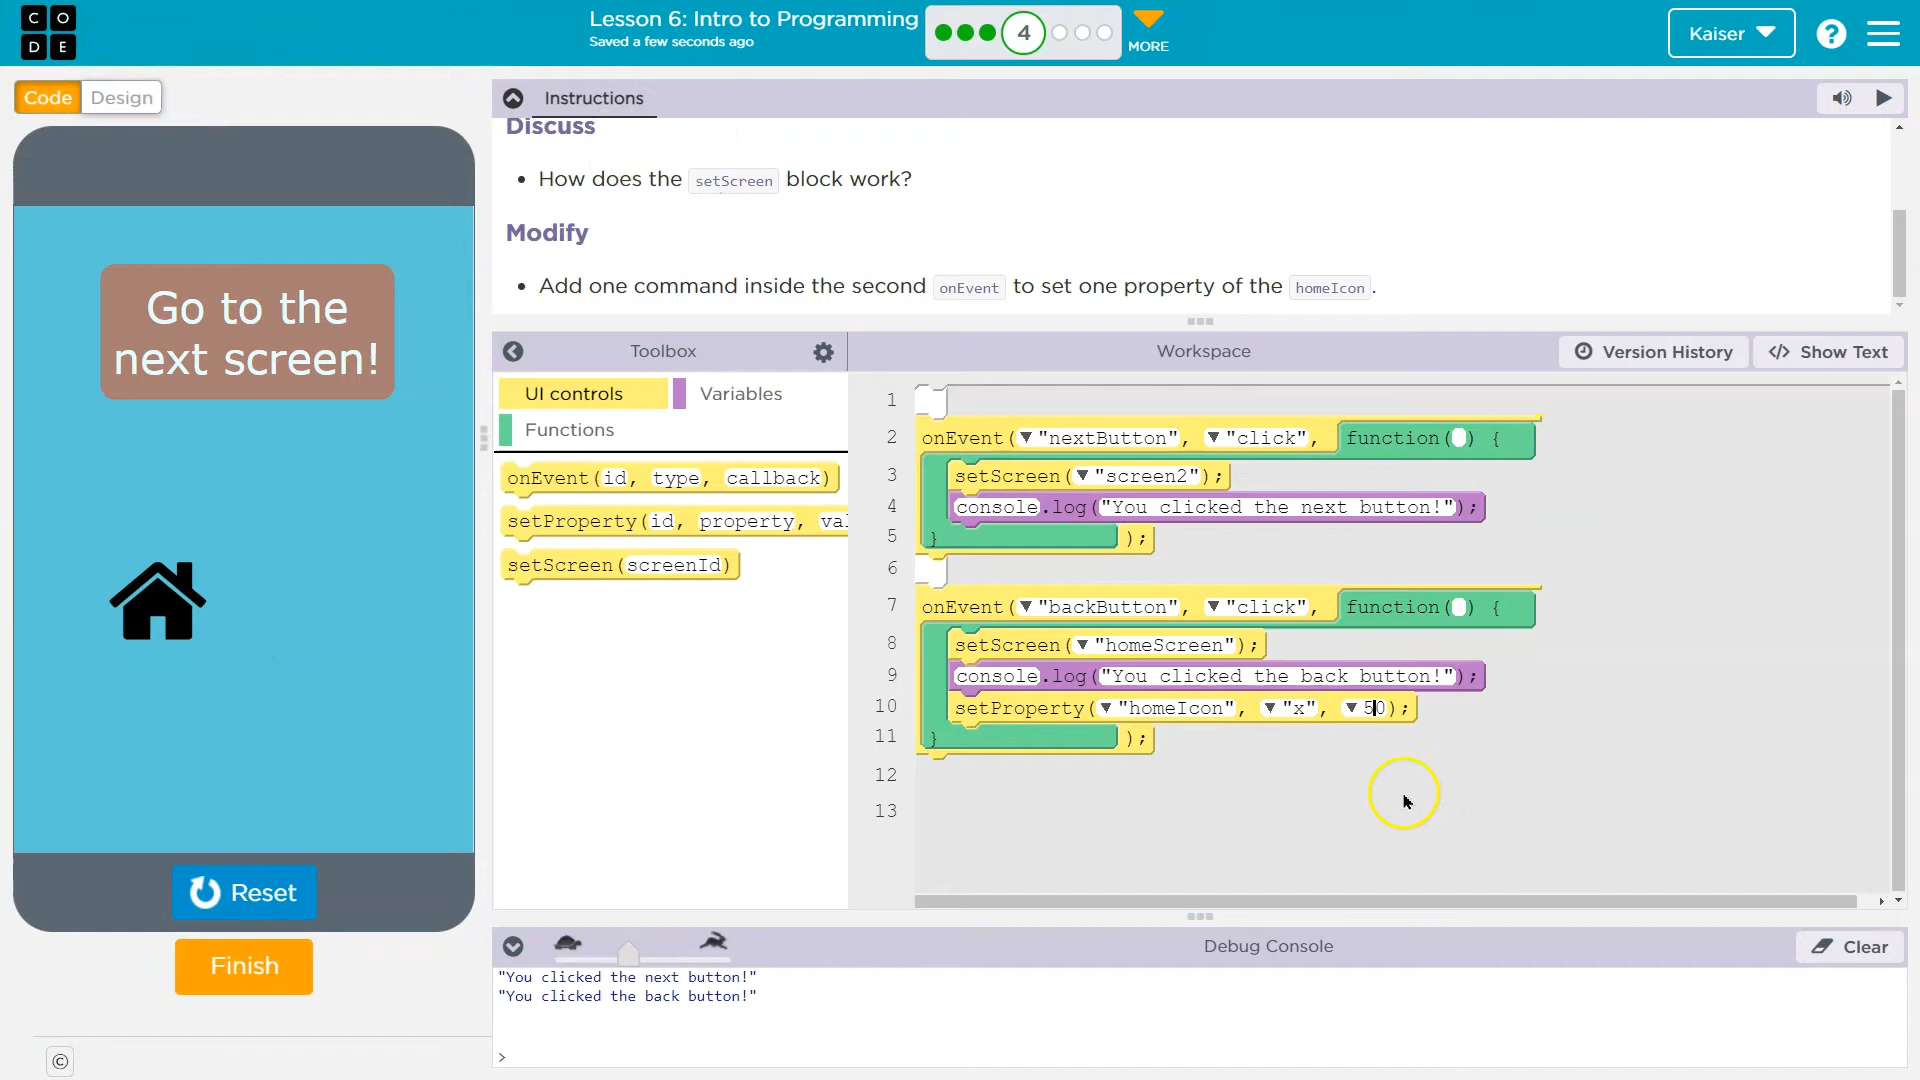 C O
D E
Lesson 6: Intro to Programming
Saved a few seconds ago
4
MORE
Kaiser
?
Code
Design
Instructions
Discuss
• How does the setScreen block work?
Modify
• Add one command inside the second onEvent to set one property of the homeIcon.
Toolbox
Workspace
Version History
</> Show Text
UI controls
Variables
Functions
onEvent(id, type, callback)
setProperty(id, property, val
setScreen(screenId)
1
2 onEvent(▼"nextButton", ▼"click", function( ) {
3 setScreen(▼"screen2");
4 console.log("You clicked the next button!");
5 } );
6
7 onEvent(▼"backButton", ▼"click", function( ) {
8 setScreen(▼"homeScreen");
9 console.log("You clicked the back button!");
10 setProperty(▼"homeIcon", ▼"x", ▼50);
11 } );
12
13
Go to the
next screen!
Reset
Finish
©
Debug Console
Clear
"You clicked the next button!"
"You clicked the back button!"
>